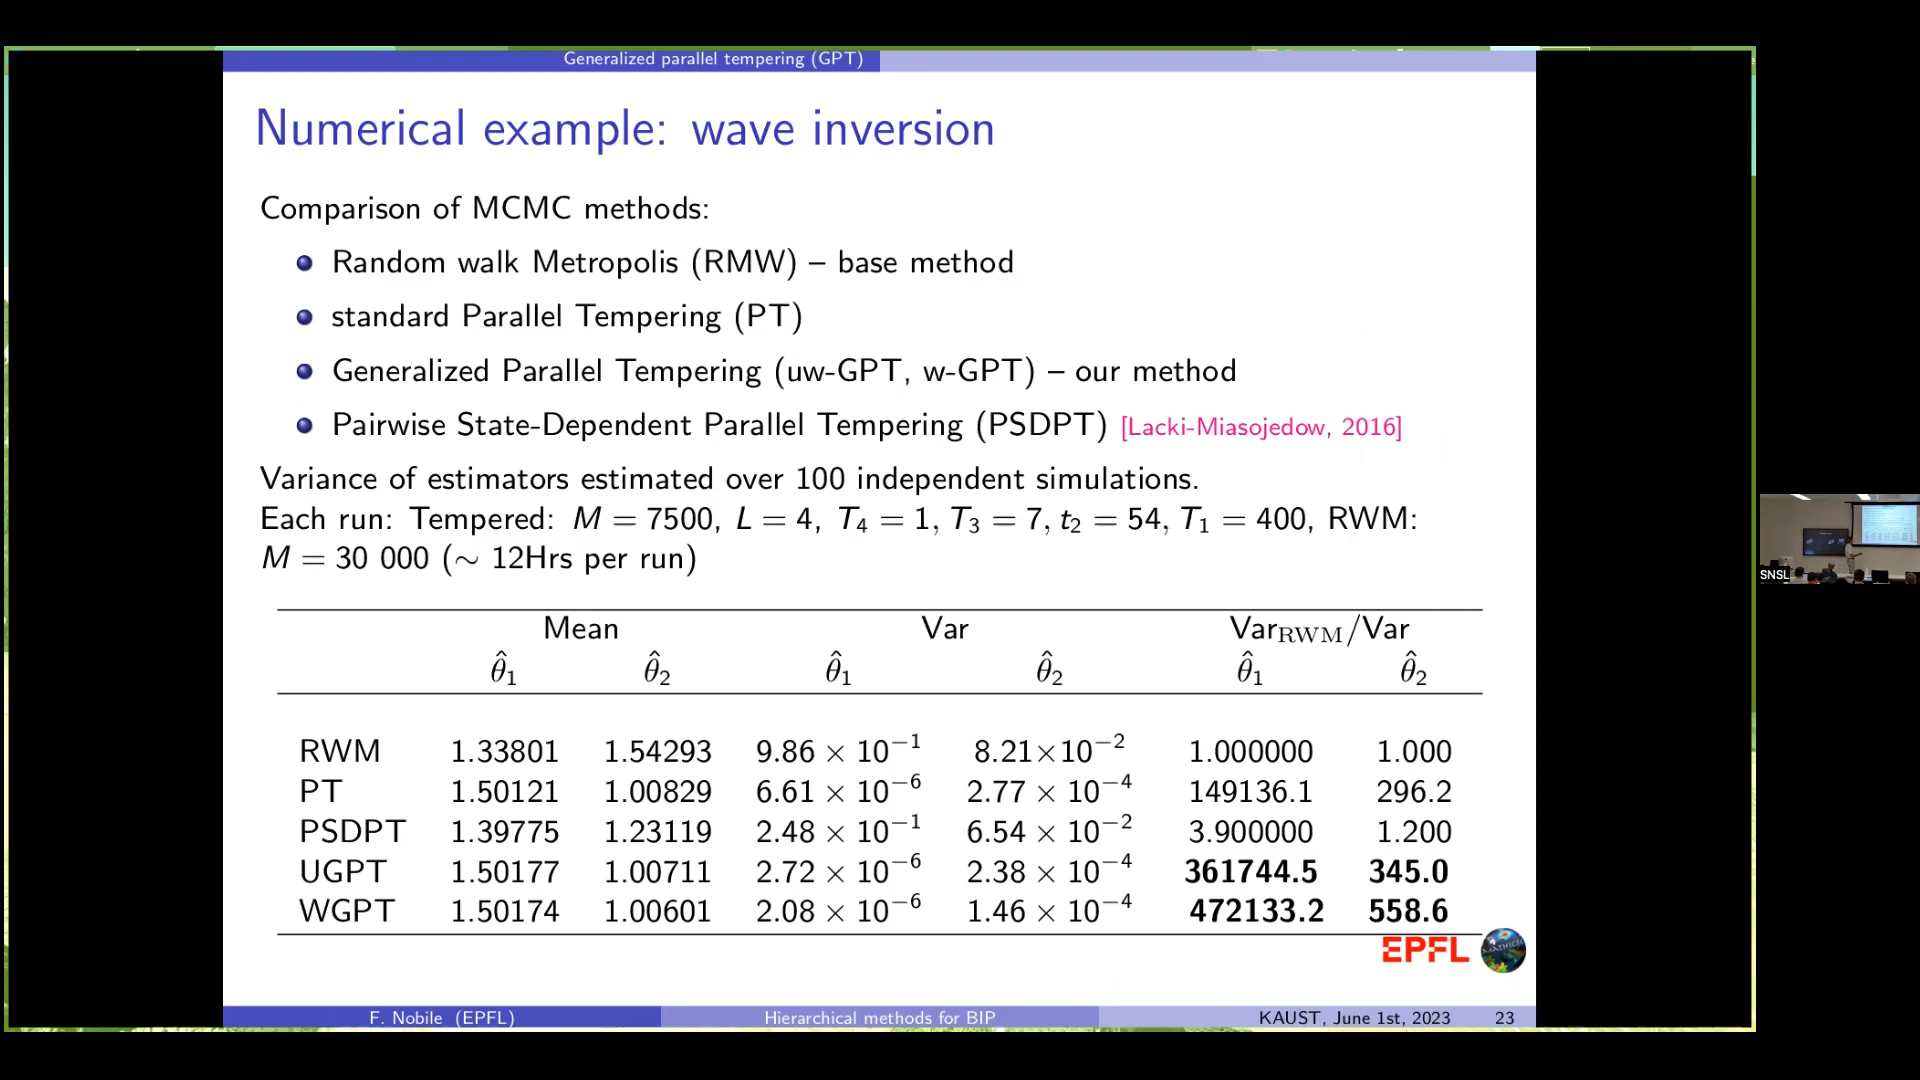 Generalized parallel tempering (GPT)
Numerical example: wave inversion
Comparison of MCMC methods:
Random walk Metropolis (RMW) – base method
standard Parallel Tempering (PT)
Generalized Parallel Tempering (uw-GPT, w-GPT) – our method
Pairwise State-Dependent Parallel Tempering (PSDPT) [Lacki-Miasojedow, 2016]
Variance of estimators estimated over 100 independent simulations.
Each run: Tempered: M = 7500, L = 4, T₄ = 1, T₃ = 7, t₂ = 54, T₁ = 400, RWM:
M = 30 000 (∼ 12Hrs per run)
Mean Var Var_RWM/Var
θ̂₁ θ̂₂ θ̂₁ θ̂₂ θ̂₁ θ̂₂
RWM 1.33801 1.54293 9.86 × 10⁻¹ 8.21×10⁻² 1.000000 1.000
PT 1.50121 1.00829 6.61 × 10⁻⁶ 2.77 × 10⁻⁴ 149136.1 296.2
PSDPT 1.39775 1.23119 2.48 × 10⁻¹ 6.54 × 10⁻² 3.900000 1.200
UGPT 1.50177 1.00711 2.72 × 10⁻⁶ 2.38 × 10⁻⁴ 361744.5 345.0
WGPT 1.50174 1.00601 2.08 × 10⁻⁶ 1.46 × 10⁻⁴ 472133.2 558.6
EPFL MATHICSE
F. Nobile (EPFL) Hierarchical methods for BIP KAUST, June 1st, 2023 23
SNSL